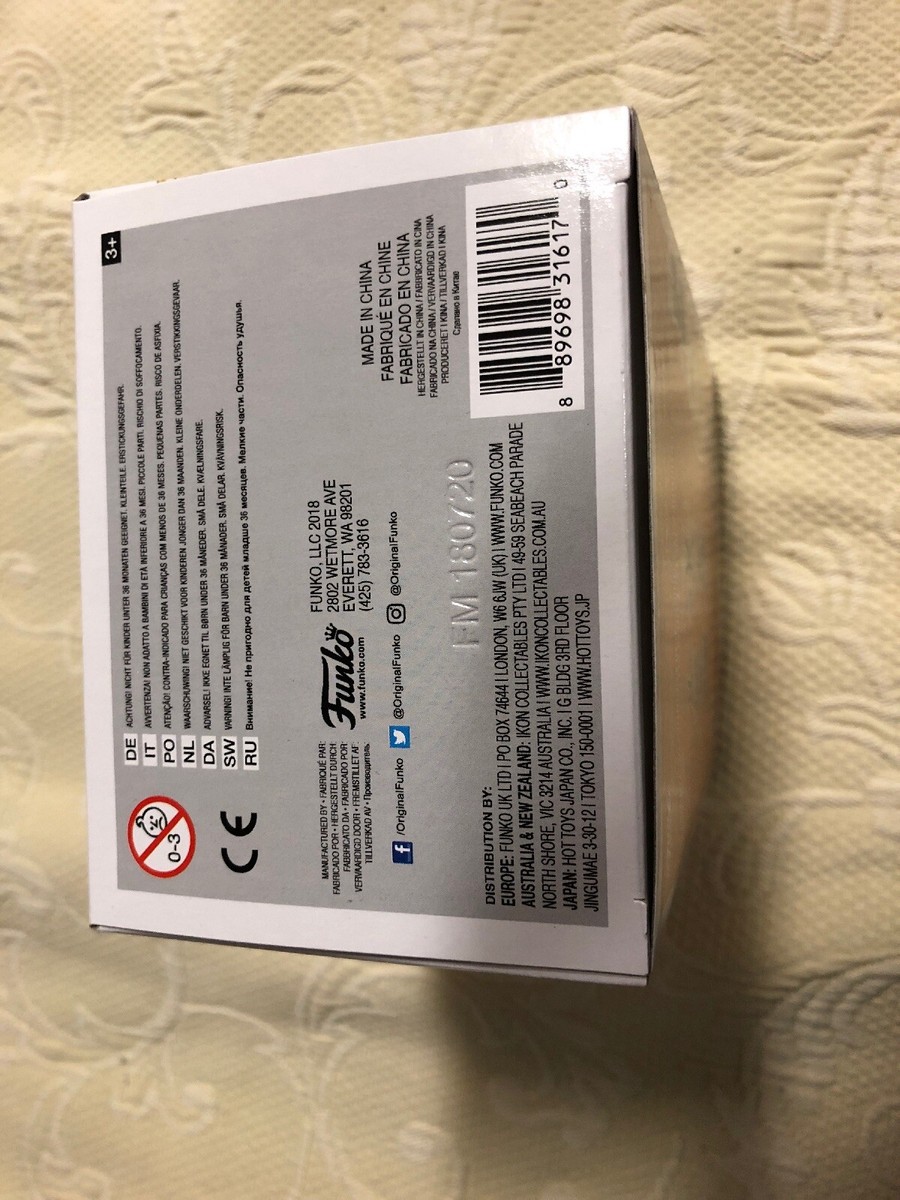 3+
0-3
DE ACHTUNG! NICHT FÜR KINDER UNTER 36 MONATEN GEEIGNET. KLEINTEILE. ERSTICKUNGSGEFAHR.
IT AVVERTENZA! NON ADATTO A BAMBINI DI ETÀ INFERIORE A 36 MESI. PICCOLE PARTI. RISCHIO DI SOFFOCAMENTO.
PO ATENÇÃO! CONTRA-INDICADO PARA CRIANÇAS COM MENOS DE 36 MESES. PEQUENAS PARTES. RISCO DE ASFIXIA.
NL WAARSCHUWING! NIET GESCHIKT VOOR KINDEREN JONGER DAN 36 MAANDEN. KLEINE ONDERDELEN. VERSTIKKINGSGEVAAR.
DA ADVARSEL! IKKE EGNET TIL BØRN UNDER 36 MÅNEDER. SMÅ DELE. KVÆLNINGSFARE.
SW VARNING! INTE LÄMPLIG FÖR BARN UNDER 36 MÅNADER. SMÅ DELAR. KVÄVNINGSRISK.
RU Внимание! Не пригодно для детей младше 36 месяцев. Мелкие части. Опасность удушья.
CE
MANUFACTURED BY • FABRIQUÉ PAR:
FABRICADO POR • HERGESTELLT DURCH:
FABBRICATO DA • FABRICADO POR:
VERVAARDIGD DOOR • FREMSTILLET AF:
TILLVERKAD AV • Производитель
Funko
www.funko.com
FUNKO, LLC 2018
2802 WETMORE AVE
EVERETT, WA 98201
(425) 783-3616
/OriginalFunko @OriginalFunko @OriginalFunko
MADE IN CHINA
FABRIQUÉ EN CHINE
FABRICADO EN CHINA
HERGESTELLT IN CHINA / FABBRICATO IN CINA
FABRICADO NA CHINA / VERVAARDIGD IN CHINA
PRODUCERET I KINA / TILLVERKAD I KINA
Сделано в Китае
FM 180720
DISTRIBUTION BY:
EUROPE: FUNKO UK LTD I PO BOX 74644 I LONDON, W6 6JW (UK) I WWW.FUNKO.COM
AUSTRALIA & NEW ZEALAND: IKON COLLECTABLES PTY LTD I 49-59 SEABEACH PARADE
NORTH SHORE, VIC 3214 AUSTRALIA I WWW.IKONCOLLECTABLES.COM.AU
JAPAN: HOT TOYS JAPAN CO., INC. I G BLDG 3RD FLOOR
JINGUMAE 3-30-12 I TOKYO 150-0001 I WWW.HOTTOYS.JP
8 89698 31617 0